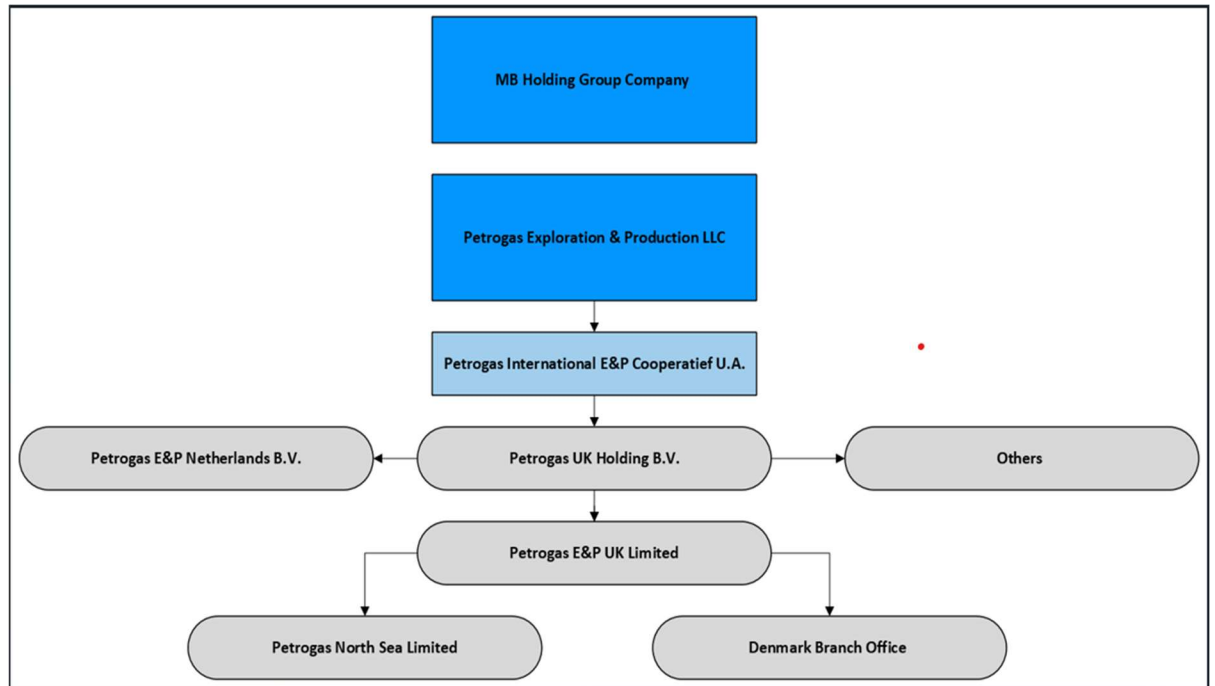 MB Holding Group Company
Petrogas Exploration & Production LLC
Petrogas International E&P Cooperatief U.A.
Petrogas E&P Netherlands B.V.
Petrogas UK Holding B.V.
Others
Petrogas E&P UK Limited
Petrogas North Sea Limited
Denmark Branch Office